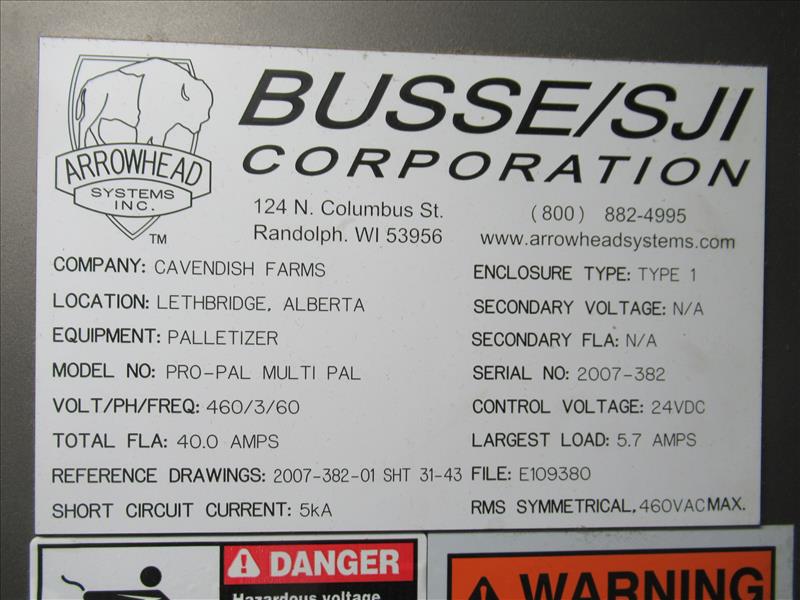 ARROWHEAD
SYSTEMS
INC.
TM
BUSSE/SJI
CORPORATION
124 N. Columbus St.
Randolph. WI 53956
(800) 882-4995
www.arrowheadsystems.com
COMPANY: CAVENDISH FARMS
LOCATION: LETHBRIDGE, ALBERTA
EQUIPMENT: PALLETIZER
MODEL NO: PRO-PAL MULTI PAL
VOLT/PH/FREQ: 460/3/60
TOTAL FLA: 40.0 AMPS
REFERENCE DRAWINGS: 2007-382-01 SHT 31-43
SHORT CIRCUIT CURRENT: 5kA
ENCLOSURE TYPE: TYPE 1
SECONDARY VOLTAGE: N/A
SECONDARY FLA: N/A
SERIAL NO: 2007-382
CONTROL VOLTAGE: 24VDC
LARGEST LOAD: 5.7 AMPS
FILE: E109380
RMS SYMMETRICAL, 460VAC MAX.
DANGER
Hazardous voltage
WARNING